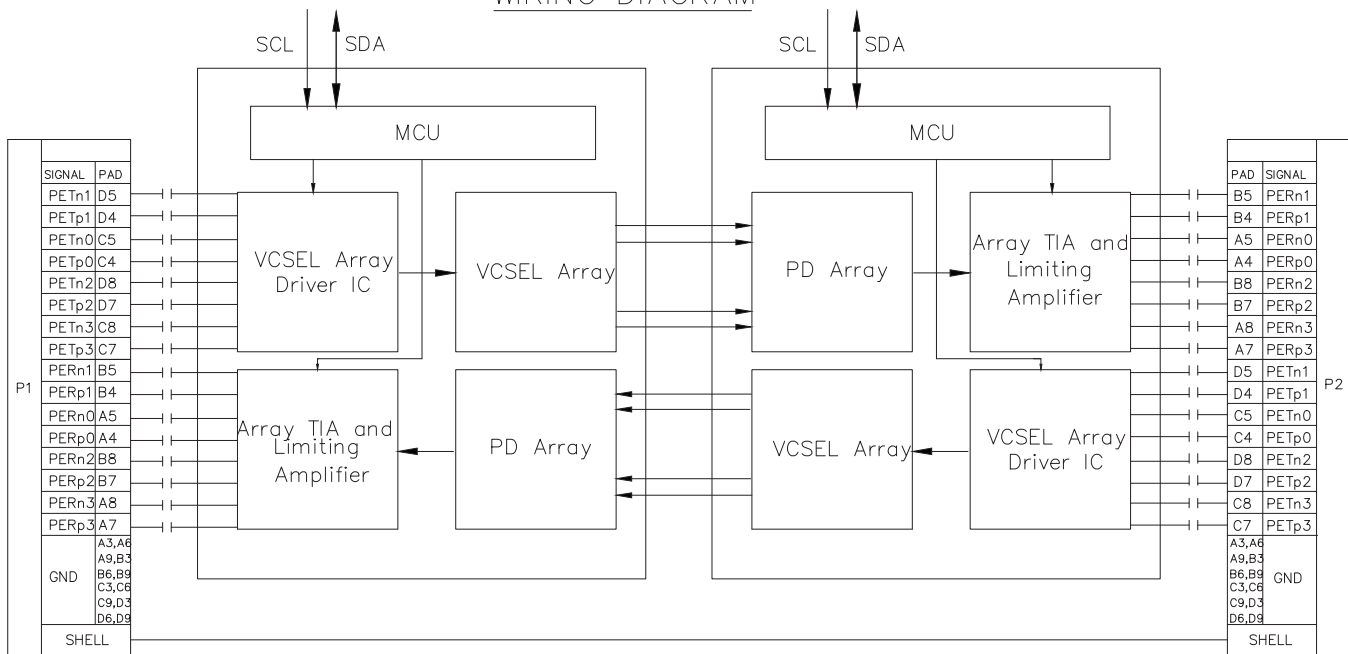 WIRING DIAGRAM
SCL
SDA
SCL
SDA
MCU
MCU
P1
SIGNAL PAD
PETn1 D5
PETp1 D4
PETn0 C5
PETp0 C4
PETn2 D8
PETp2 D7
PETn3 C8
PETp3 C7
PERn1 B5
PERp1 B4
PERn0 A5
PERp0 A4
PERn2 B8
PERp2 B7
PERn3 A8
PERp3 A7
GND
A3,A6
A9,B3
B6,B9
C3,C6
C9,D3
D6,D9
SHELL
VCSEL Array
Driver IC
VCSEL Array
PD Array
Array TIA and
Limiting
Amplifier
Array TIA and
Limiting
Amplifier
PD Array
VCSEL Array
VCSEL Array
Driver IC
PAD SIGNAL
B5 PERn1
B4 PERp1
A5 PERn0
A4 PERp0
B8 PERn2
B7 PERp2
A8 PERn3
A7 PERp3
D5 PETn1
D4 PETp1
C5 PETn0
C4 PETp0
D8 PETn2
D7 PETp2
C8 PETn3
C7 PETp3
A3,A6
A9,B3
B6,B9
C3,C6
C9,D3
D6,D9
GND
SHELL
P2